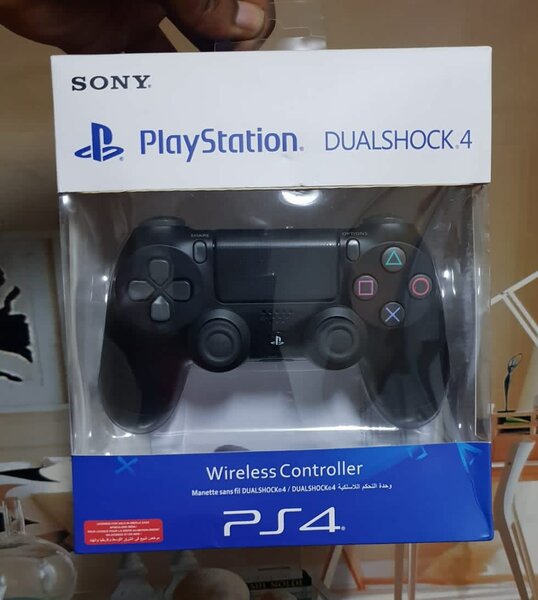 SONY®
PlayStation® DUALSHOCK®4
SHARE
OPTIONS
Wireless Controller
Manette sans fil DUALSHOCK®4 / DUALSHOCK®4 وحدة التحكم اللاسلكية
PS4®